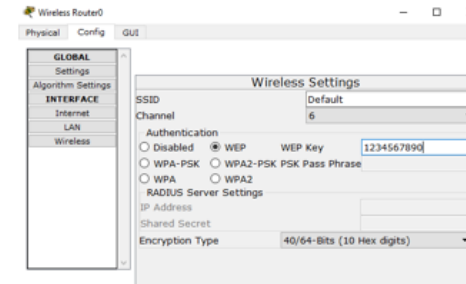 Wireless Router0
Physical Config GUI
GLOBAL
Settings
Algorithm Settings
INTERFACE
Internet
LAN
Wireless
Wireless Settings
SSID Default
Channel 6
Authentication
Disabled WEP WEP Key 1234567890
WPA-PSK WPA2-PSK PSK Pass Phrase
WPA WPA2
RADIUS Server Settings
IP Address
Shared Secret
Encryption Type 40/64-Bits (10 Hex digits)